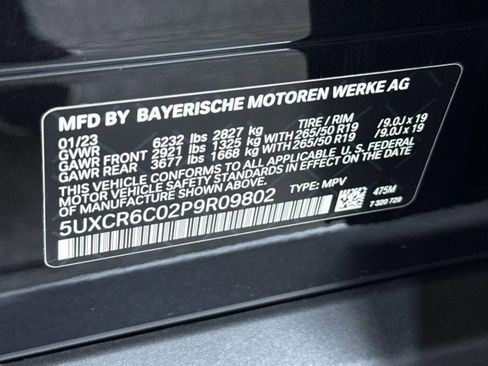 MFD BY BAYERISCHE MOTOREN WERKE AG
01/23 TIRE / RIM
GVWR 6232 lbs 2827 kg
GAWR FRONT 2921 lbs 1325 kg WITH 265/50 R19 /9.0J x 19
GAWR REAR 3677 lbs 1668 kg WITH 265/50 R19 /9.0J x 19
THIS VEHICLE CONFORMS TO ALL APPLICABLE U.S. FEDERAL
MOTOR VEHICLE SAFETY STANDARDS IN EFFECT ON THE DATE
OF MANUFACTURE SHOWN ABOVE.
5UXCR6C02P9R09802 TYPE: MPV 475M
7 320 729